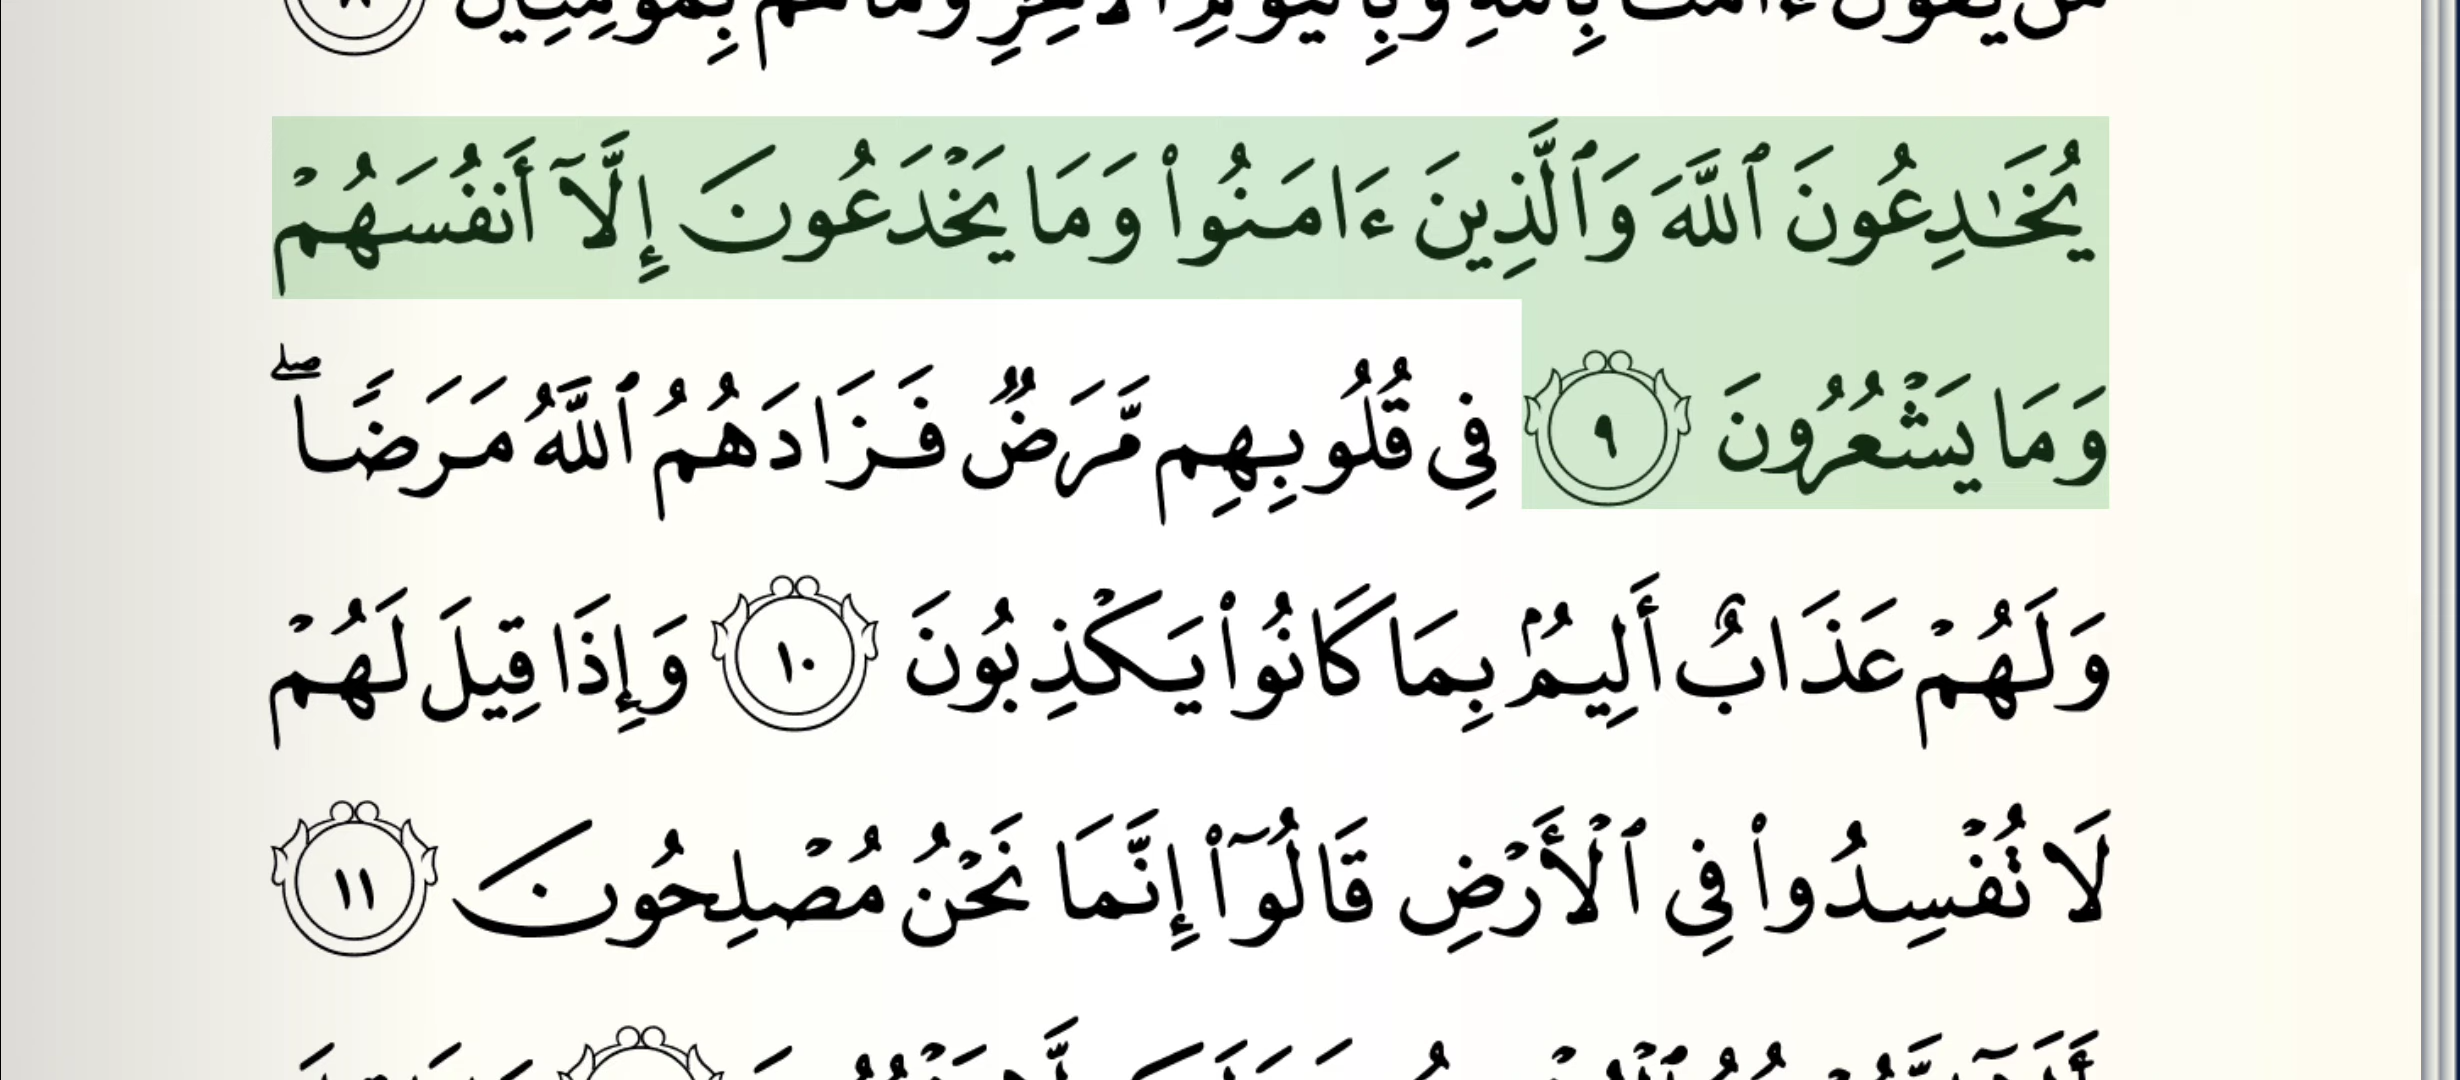 يُخَٰدِعُونَ ٱللَّهَ وَٱلَّذِينَ ءَامَنُوا۟ وَمَا يَخْدَعُونَ إِلَّآ أَنفُسَهُمْ
وَمَا يَشْعُرُونَ ٩ فِى قُلُوبِهِم مَّرَضٌ فَزَادَهُمُ ٱللَّهُ مَرَضًا ۖ
وَلَهُمْ عَذَابٌ أَلِيمٌۢ بِمَا كَانُوا۟ يَكْذِبُونَ ١٠ وَإِذَا قِيلَ لَهُمْ
لَا تُفْسِدُوا۟ فِى ٱلْأَرْضِ قَالُوٓا۟ إِنَّمَا نَحْنُ مُصْلِحُونَ ١١